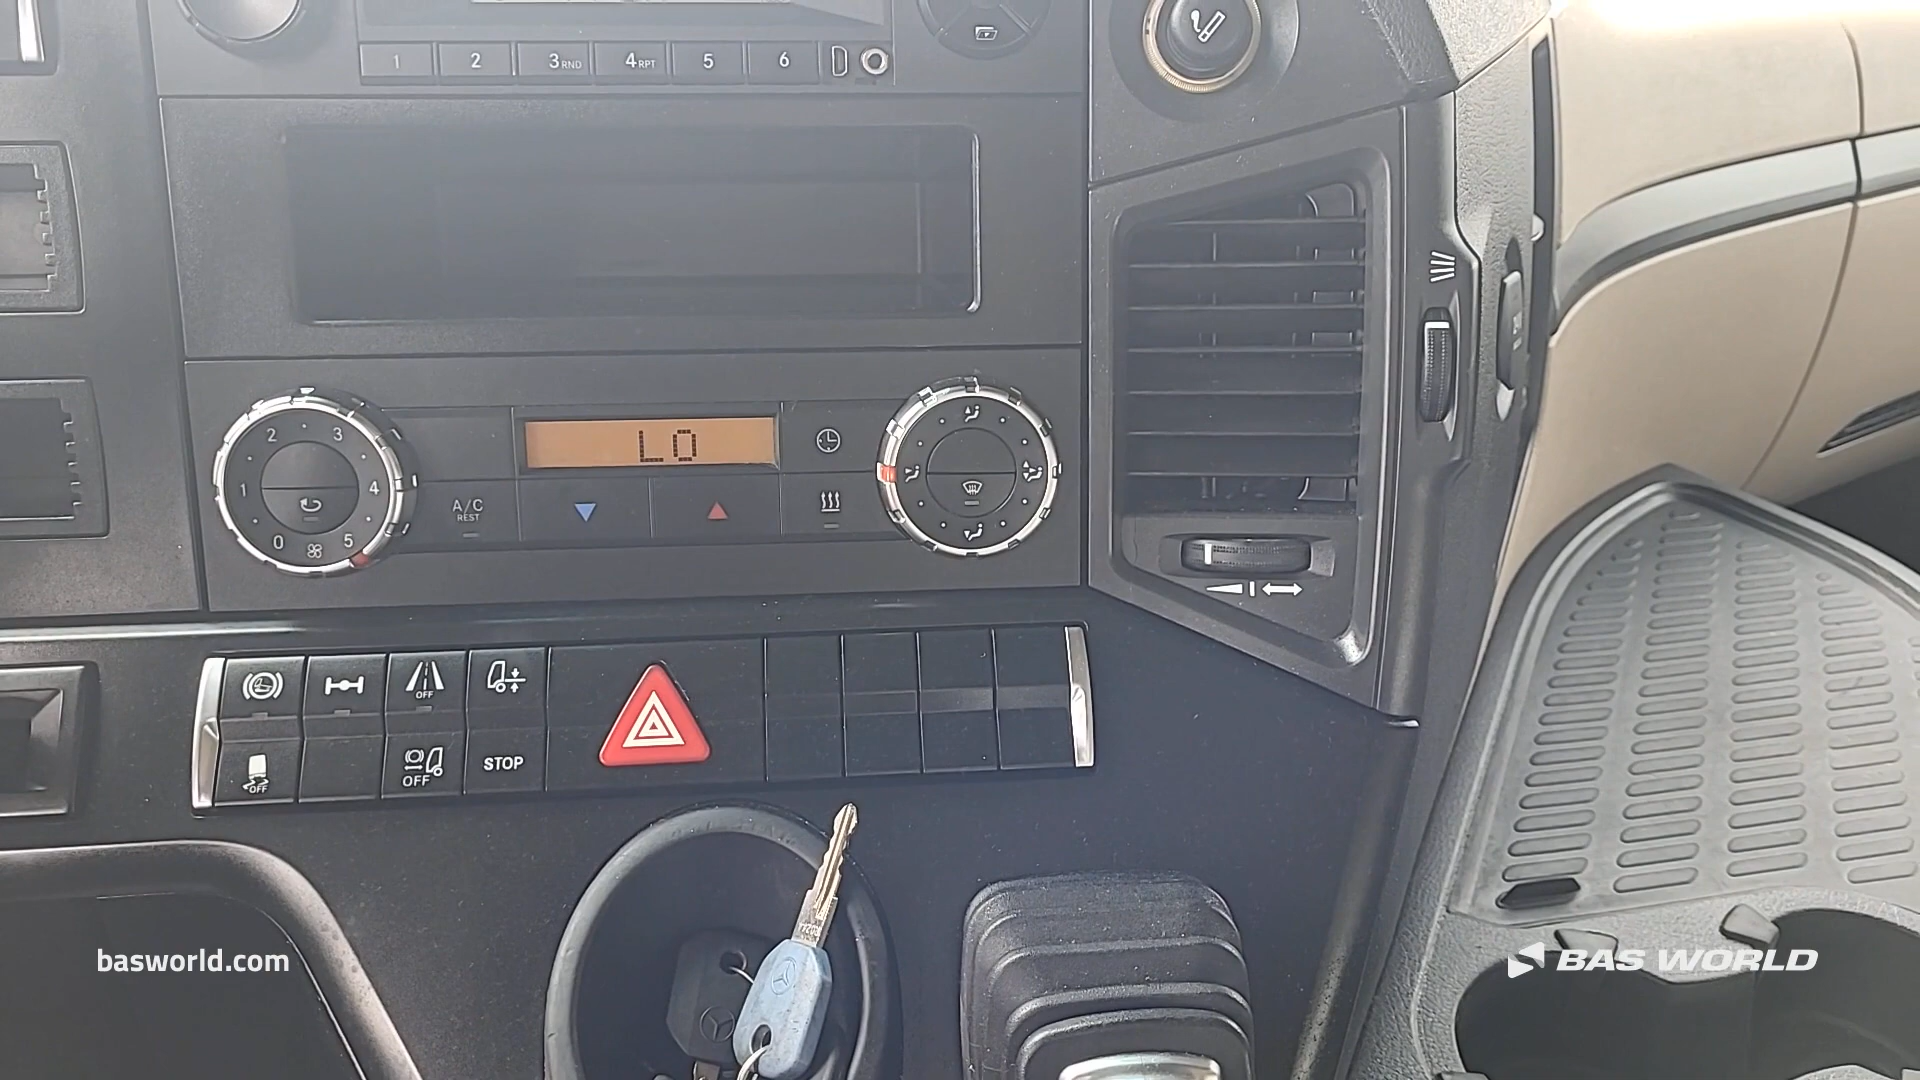 1 2 3RND 4RPT 5 6
2 3
1 4
0 5
LO
A/C
REST
OFF
OFF
OFF
STOP
basworld.com
BAS WORLD